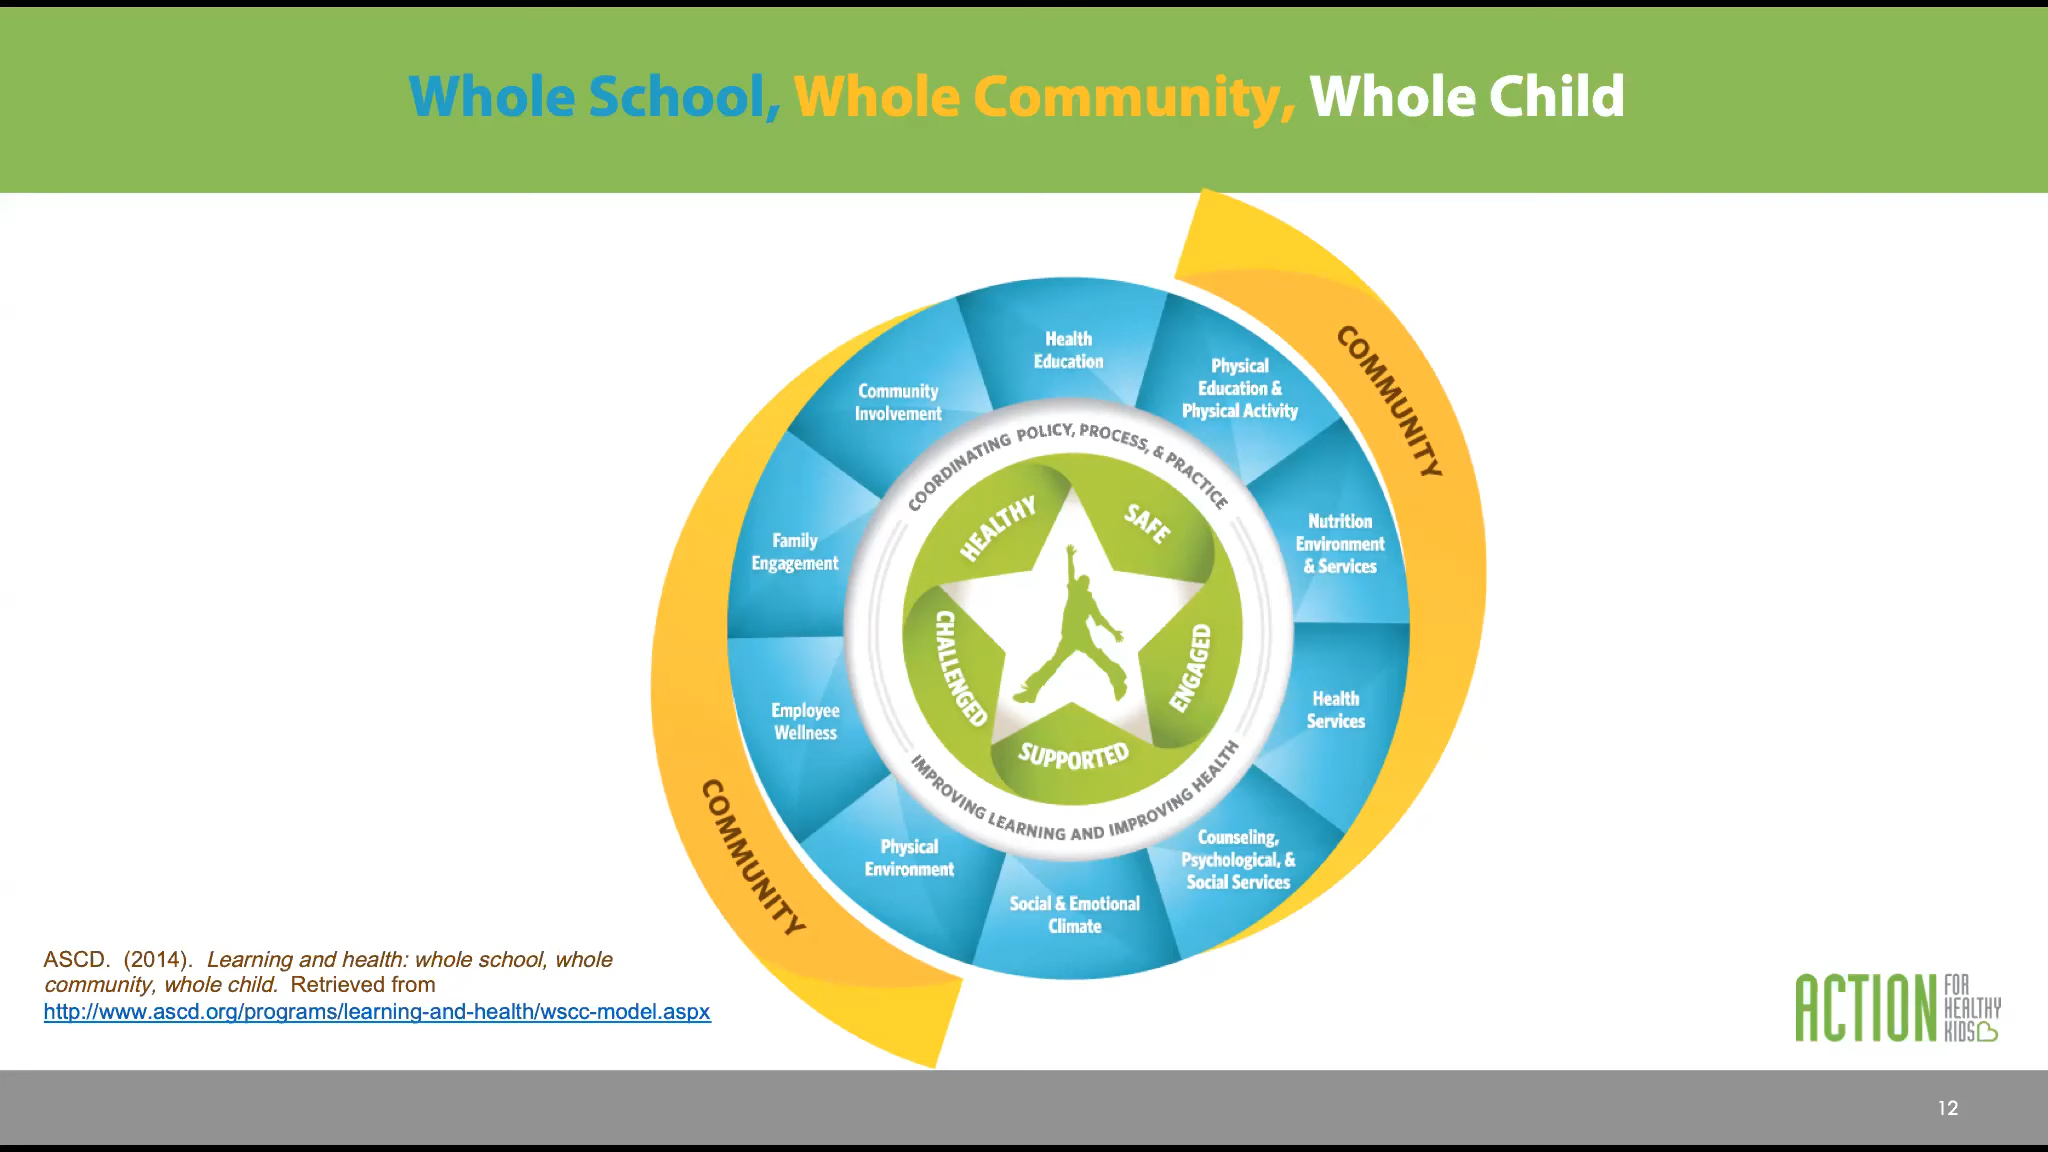 Whole School, Whole Community, Whole Child
COMMUNITY
Health
Education
Physical
Education &
Physical Activity
Nutrition
Environment
& Services
Health
Services
Counseling,
Psychological, &
Social Services
Social & Emotional
Climate
Physical
Environment
Employee
Wellness
Family
Engagement
Community
Involvement
COORDINATING POLICY, PROCESS, & PRACTICE
IMPROVING LEARNING AND IMPROVING HEALTH
HEALTHY
SAFE
ENGAGED
SUPPORTED
CHALLENGED
COMMUNITY
ASCD. (2014). Learning and health: whole school, whole
community, whole child. Retrieved from
http://www.ascd.org/programs/learning-and-health/wscc-model.aspx
ACTION
FOR
HEALTHY
KIDS
12